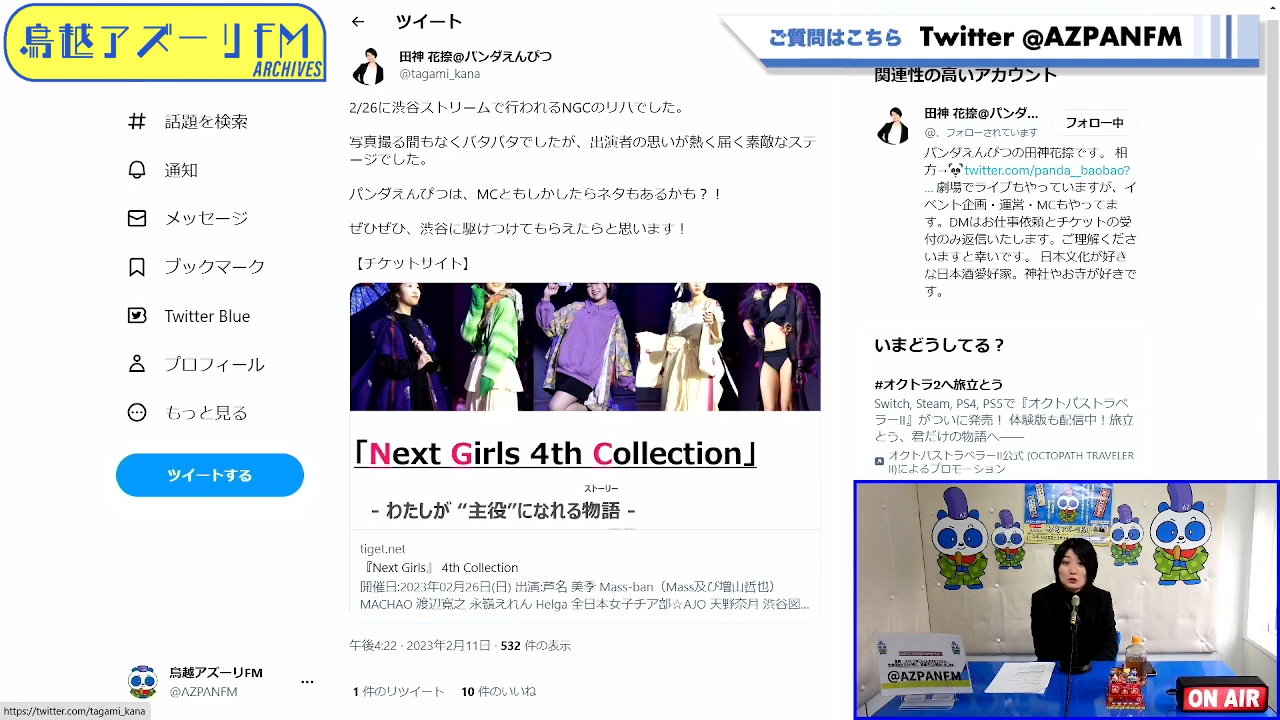 鳥越アズーリFM
ARCHIVES
ツイート
ご質問はこちら Twitter @AZPANFM
田神 花捺@パンダえんぴつ
@tagami_kana
2/26に渋谷ストリームで行われるNGCのリハでした。
写真撮る間もなくバタバタでしたが、出演者の思いが熱く届く素敵なステ
ージでした。
パンダえんぴつは、MCともしかしたらネタもあるかも？！
ぜひぜひ、渋谷に駆けつけてもらえたらと思います！
【チケットサイト】
「Next Girls 4th Collection」
ストーリー
- わたしが “主役”になれる物語 -
tiget.net
『Next Girls』 4th Collection
開催日:2023年02月26日(日) 出演:芦名 美季 Mass-ban（Mass及び増山哲也）
MACHAO 渡辺寛之 永嶺えれん Helga 全日本女子チア部☆AJO 天野奈月 渋谷図...
午後4:22 · 2023年2月11日 · 532 件の表示
1 件のリツイート 10 件のいいね
話題を検索
通知
メッセージ
ブックマーク
Twitter Blue
プロフィール
もっと見る
ツイートする
鳥越アズーリFM
@AZPANFM
https://twitter.com/tagami_kana
関連性の高いアカウント
田神 花捺@パンダ...
@. フォローされています
フォロー中
パンダえんぴつの田神花捺です。 相
方→🐼twitter.com/panda__baobao?
... 劇場でライブもやっていますが、イ
ベント企画・運営・MCもやってま
す。DMはお仕事依頼とチケットの受
付のみ返信いたします。ご理解くださ
いますと幸いです。 日本文化が好き
な日本酒愛好家。神社やお寺が好きで
す。
いまどうしてる？
#オクトラ2へ旅立とう
Switch, Steam, PS4, PS5で『オクトパストラベ
ラーII』がついに発売！ 体験版も配信中！旅立
とう、君だけの物語へ――
オクトパストラベラーII公式 (OCTOPATH TRAVELER
II)によるプロモーション
@AZPANFM
ON AIR